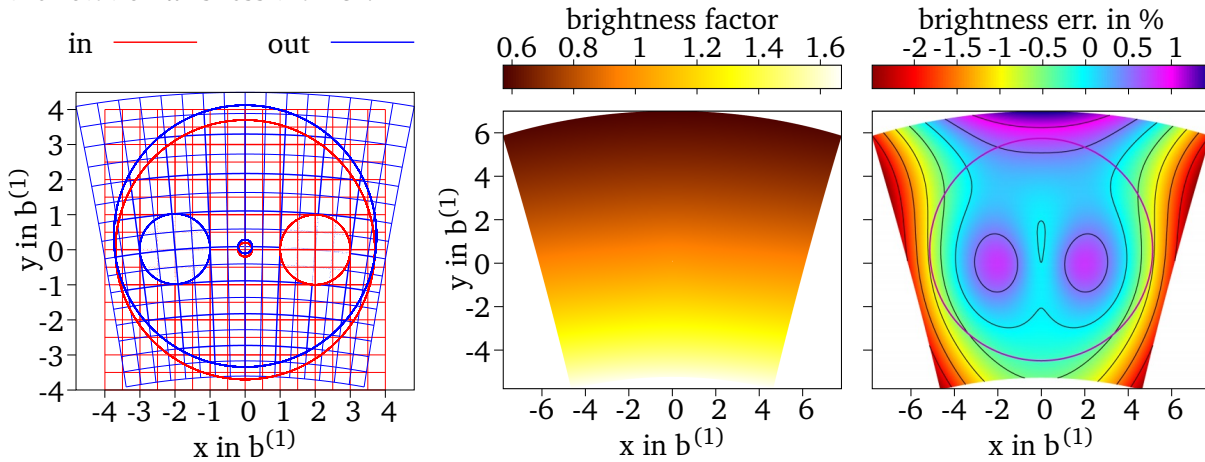 in out
4
3
2
1
0
-1
-2
-3
-4
-4 -3 -2 -1 0 1 2 3 4
x in b(1)
y in b(1)
brightness factor
0.6 0.8 1 1.2 1.4 1.6
6
4
2
0
-2
-4
-6 -4 -2 0 2 4 6
x in b(1)
y in b(1)
brightness err. in %
-2 -1.5 -1 -0.5 0 0.5 1
-6 -4 -2 0 2 4 6
x in b(1)